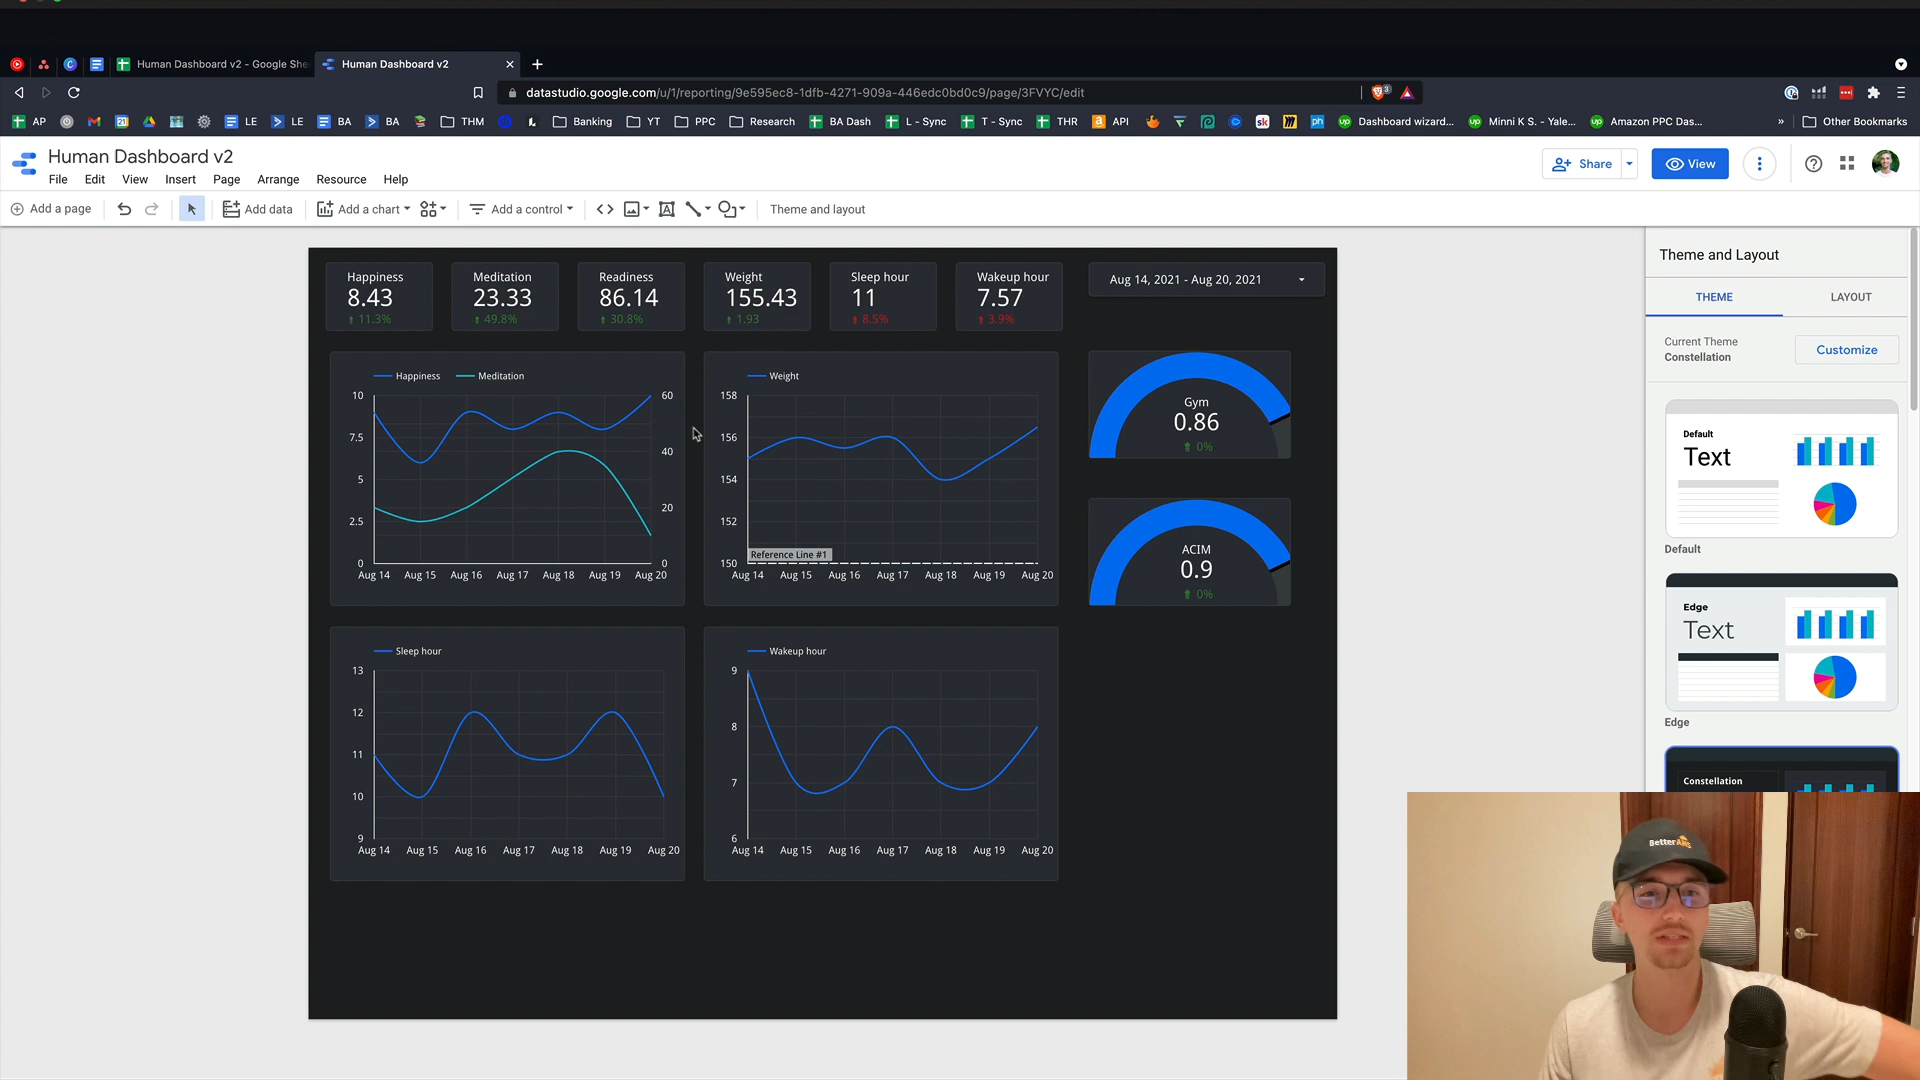 Human Dashboard v2 - Google She
Human Dashboard v2
datastudio.google.com/u/1/reporting/9e595ec8-1dfb-4271-909a-446edc0bd0c9/page/3FVYC/edit
3
AP
21
LE
LE
BA
BA
THM
Banking
YT
PPC
Research
BA Dash
L - Sync
T - Sync
THR
API
sk
ph
Dashboard wizard...
Minni K S. - Yale...
Amazon PPC Das...
»
Other Bookmarks
Human Dashboard v2
File Edit View Insert Page Arrange Resource Help
Share
View
Add a page
Add data
Add a chart
Add a control
Theme and layout
Happiness
8.43
11.3%
Meditation
23.33
49.8%
Readiness
86.14
30.8%
Weight
155.43
1.93
Sleep hour
11
8.5%
Wakeup hour
7.57
3.9%
Aug 14, 2021 - Aug 20, 2021
Happiness Meditation
10 60
7.5
40
5
20
2.5
0 0
Aug 14 Aug 15 Aug 16 Aug 17 Aug 18 Aug 19 Aug 20
Weight
158
156
154
152
Reference Line #1
150
Aug 14 Aug 15 Aug 16 Aug 17 Aug 18 Aug 19 Aug 20
Gym
0.86
0%
ACIM
0.9
0%
Sleep hour
13
12
11
10
9
Aug 14 Aug 15 Aug 16 Aug 17 Aug 18 Aug 19 Aug 20
Wakeup hour
9
8
7
6
Aug 14 Aug 15 Aug 16 Aug 17 Aug 18 Aug 19 Aug 20
Theme and Layout
THEME LAYOUT
Current Theme
Constellation
Customize
Default
Text
Default
Edge
Text
Edge
Constellation
BetterAMS